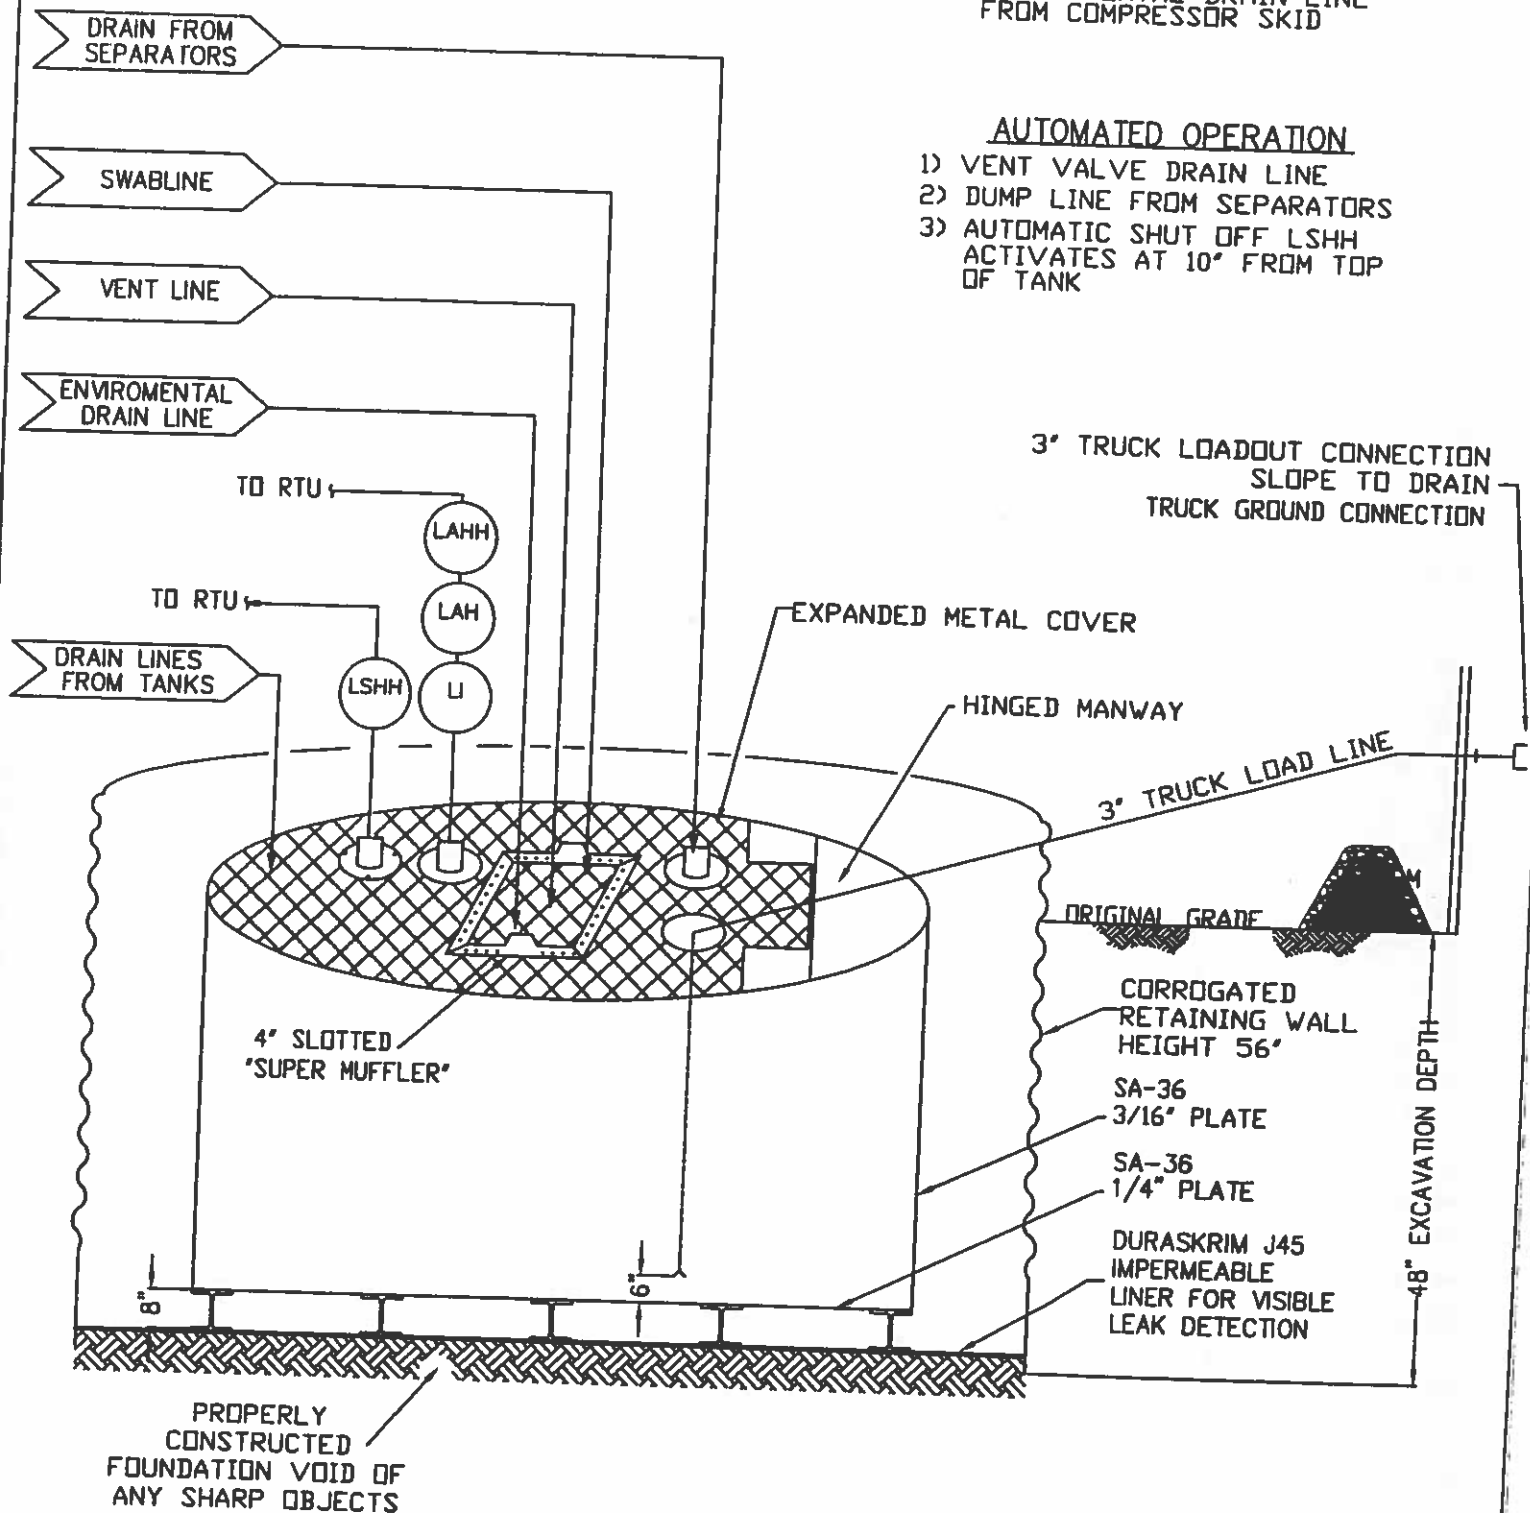 DRAIN LINE
FROM COMPRESSOR SKID
DRAIN FROM
SEPARATORS
AUTOMATED OPERATION
1) VENT VALVE DRAIN LINE
2) DUMP LINE FROM SEPARATORS
3) AUTOMATIC SHUT OFF LSHH
ACTIVATES AT 10" FROM TOP
OF TANK
SWABLINE
VENT LINE
ENVIROMENTAL
DRAIN LINE
3" TRUCK LOADOUT CONNECTION
SLOPE TO DRAIN
TRUCK GROUND CONNECTION
TO RTU
LAHH
TO RTU
LAH
EXPANDED METAL COVER
DRAIN LINES
FROM TANKS
LSHH
LI
HINGED MANWAY
3" TRUCK LOAD LINE
ORIGINAL GRADE
CORROGATED
RETAINING WALL
HEIGHT 56"
4" SLOTTED
"SUPER MUFFLER"
SA-36
3/16" PLATE
SA-36
1/4" PLATE
48" EXCAVATION DEPTH
DURASKRIM J45
IMPERMEABLE
LINER FOR VISIBLE
LEAK DETECTION
8"
6"
PROPERLY
CONSTRUCTED
FOUNDATION VOID OF
ANY SHARP OBJECTS